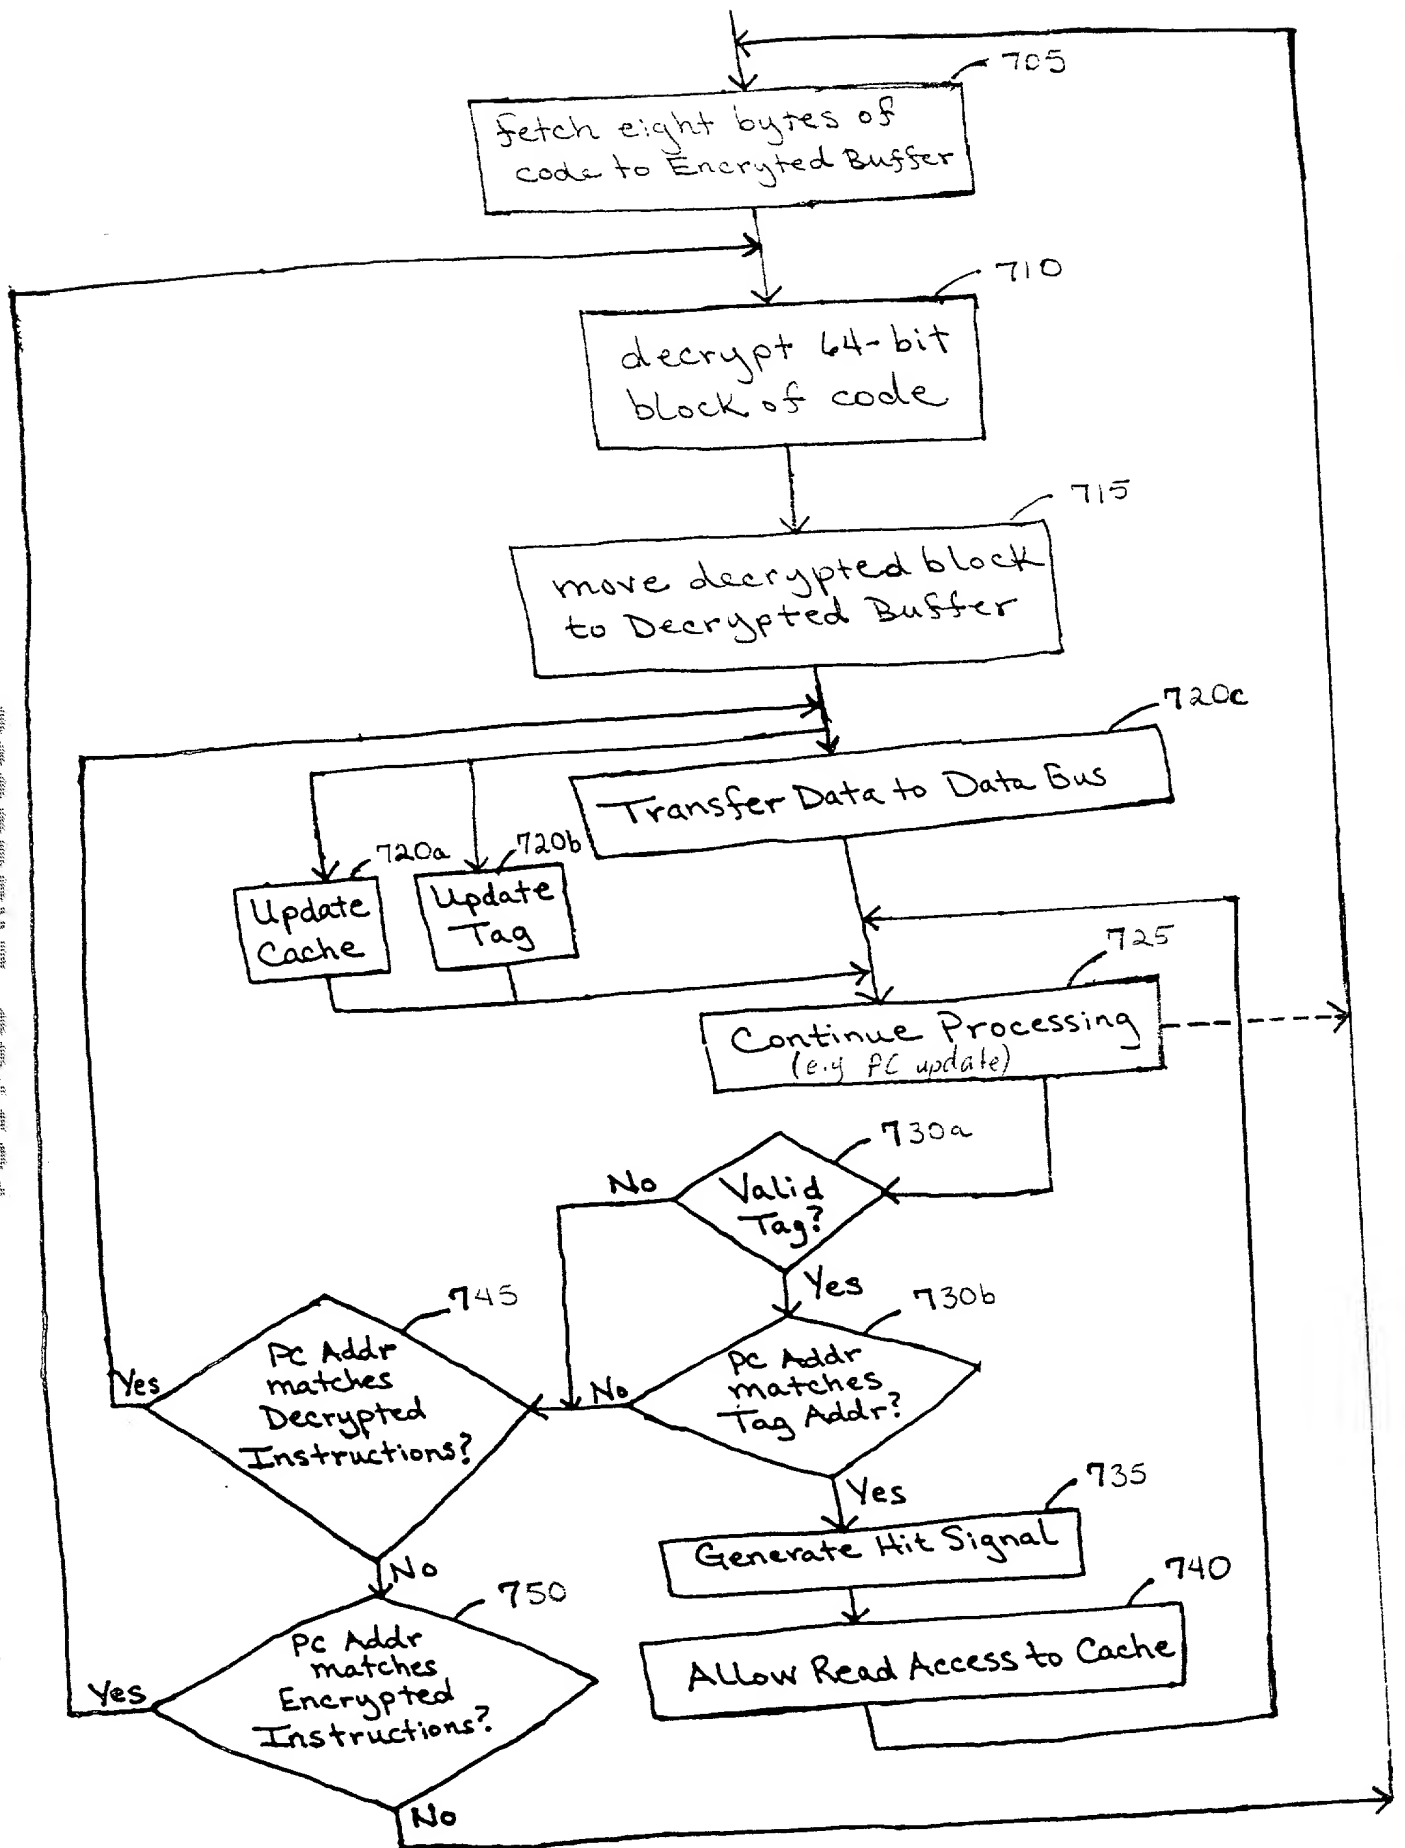 705
fetch eight bytes of
code to Encryted Buffer
710
decrypt 64-bit
block of code
715
move decrypted block
to Decrypted Buffer
720c
Transfer Data to Data Bus
720a
Update
Cache
720b
Update
Tag
725
Continue Processing
(e.g PC update)
730a
Valid
Tag?
No
Yes
730b
PC Addr
matches
Tag Addr?
No
Yes
745
PC Addr
matches
Decrypted
Instructions?
Yes
No
735
Generate Hit Signal
740
Allow Read Access to Cache
750
PC Addr
matches
Encrypted
Instructions?
Yes
No